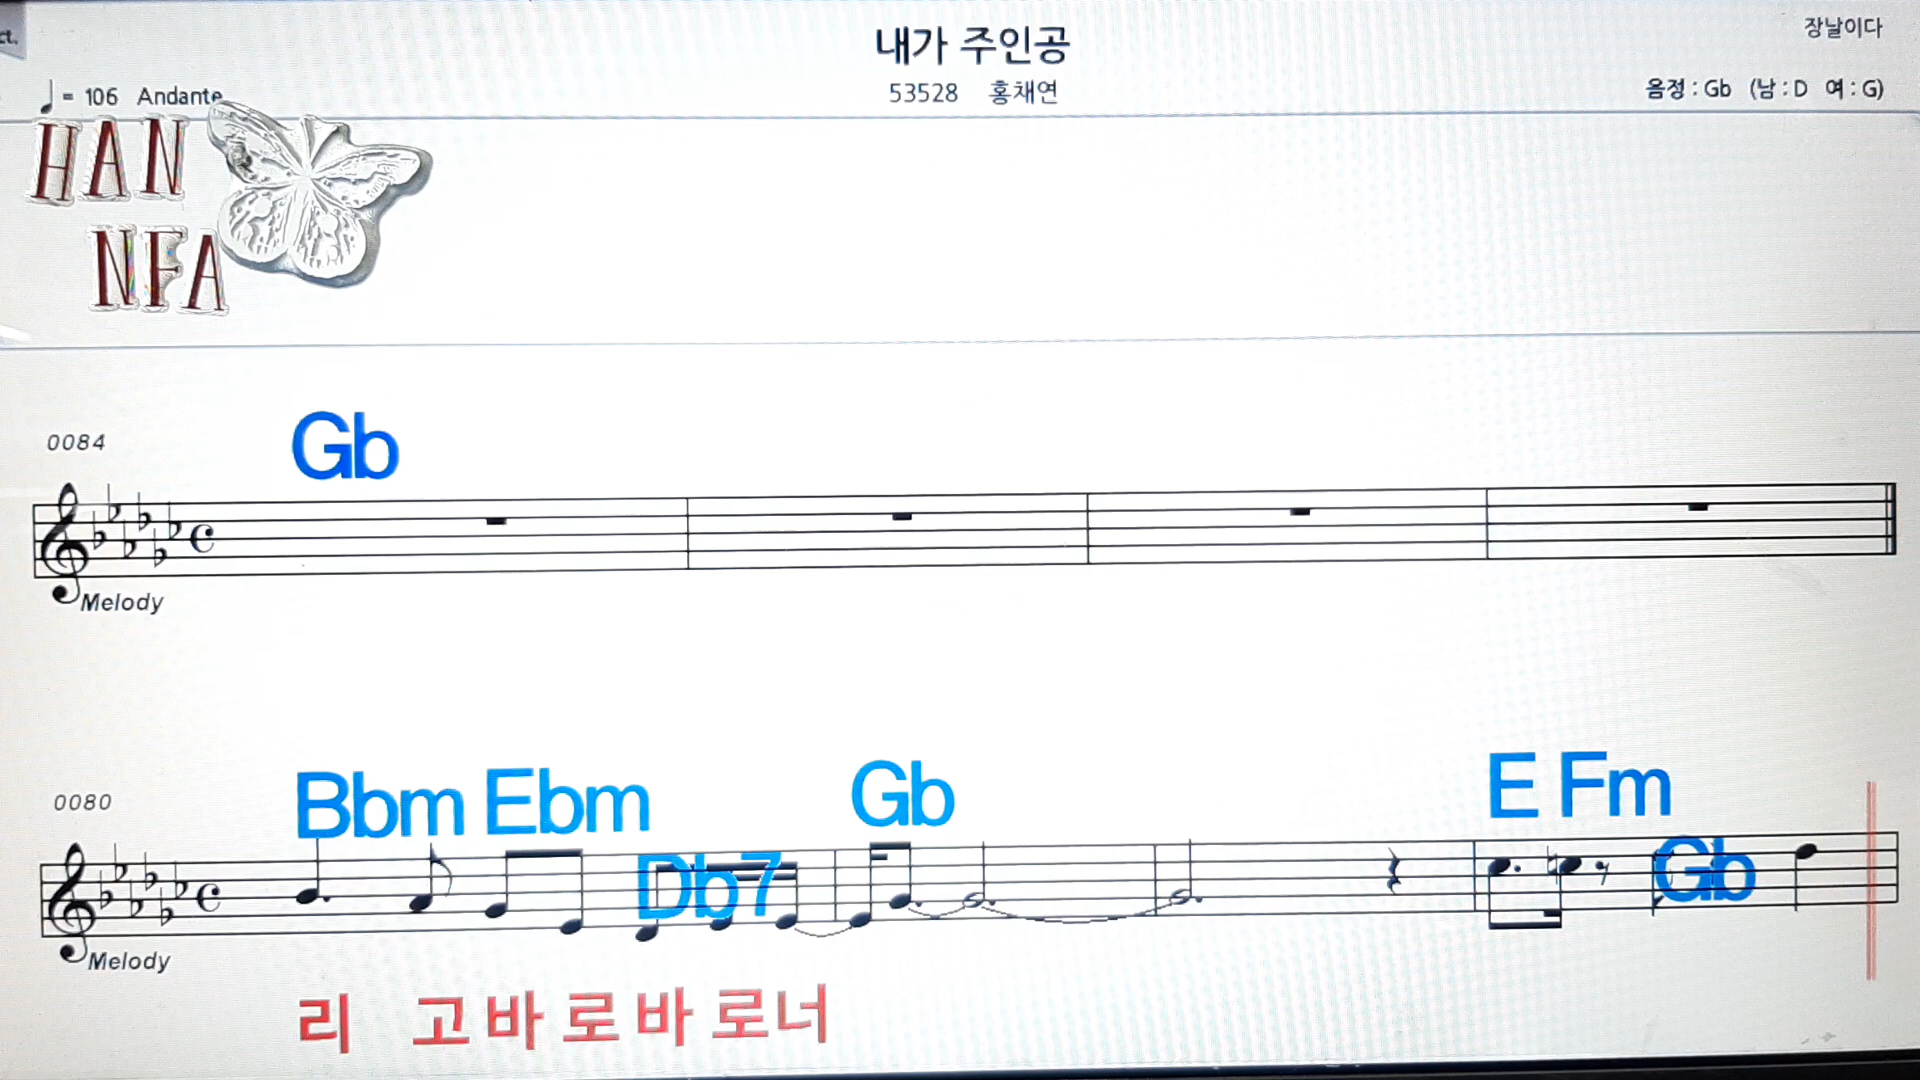 ct.
내가 주인공
장날이다
♩= 106 Andante
53528 홍채연
음정 : Gb (남 : D 여 : G)
HAN
NFA
0084
Gb
Melody
0080
Bbm Ebm Db7 Gb E Fm Gb
Melody
리 고 바 로 바 로 너